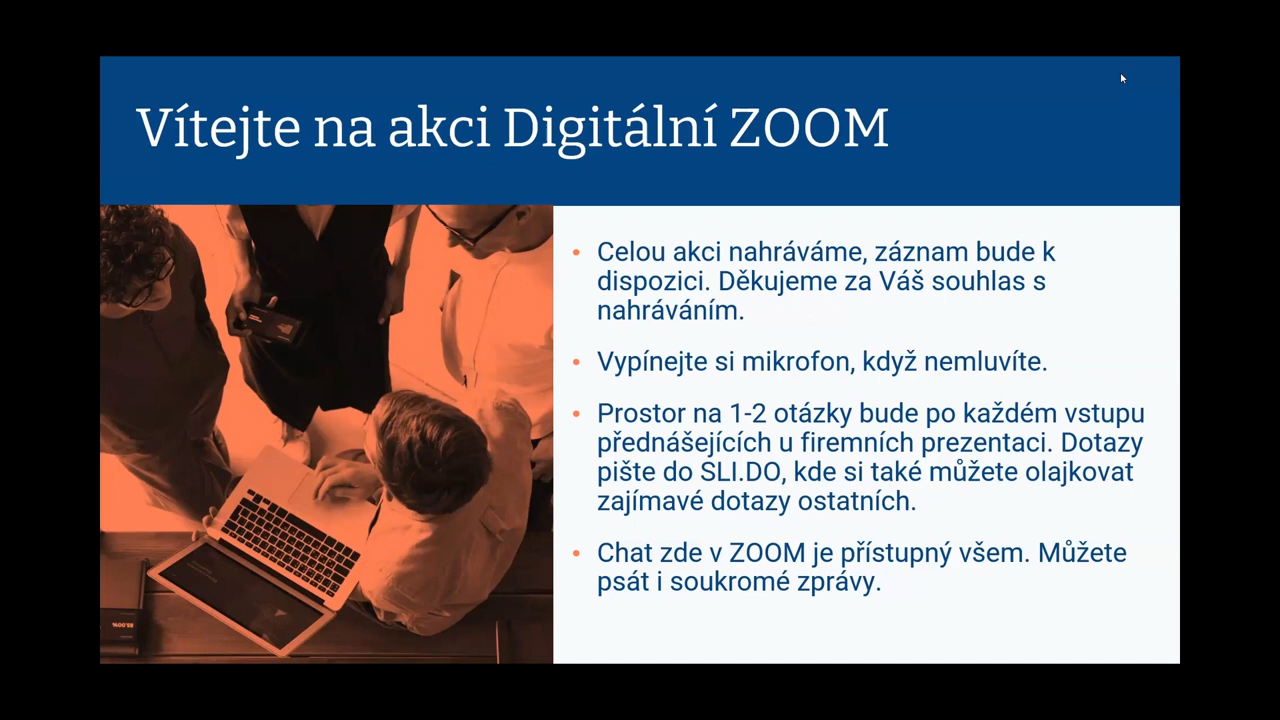 Vítejte na akci Digitální ZOOM
• Celou akci nahráváme, záznam bude k
dispozici. Děkujeme za Váš souhlas s
nahráváním.
• Vypínejte si mikrofon, když nemluvíte.
• Prostor na 1-2 otázky bude po každém vstupu
přednášejících u firemních prezentaci. Dotazy
pište do SLI.DO, kde si také můžete olajkovat
zajímavé dotazy ostatních.
• Chat zde v ZOOM je přístupný všem. Můžete
psát i soukromé zprávy.